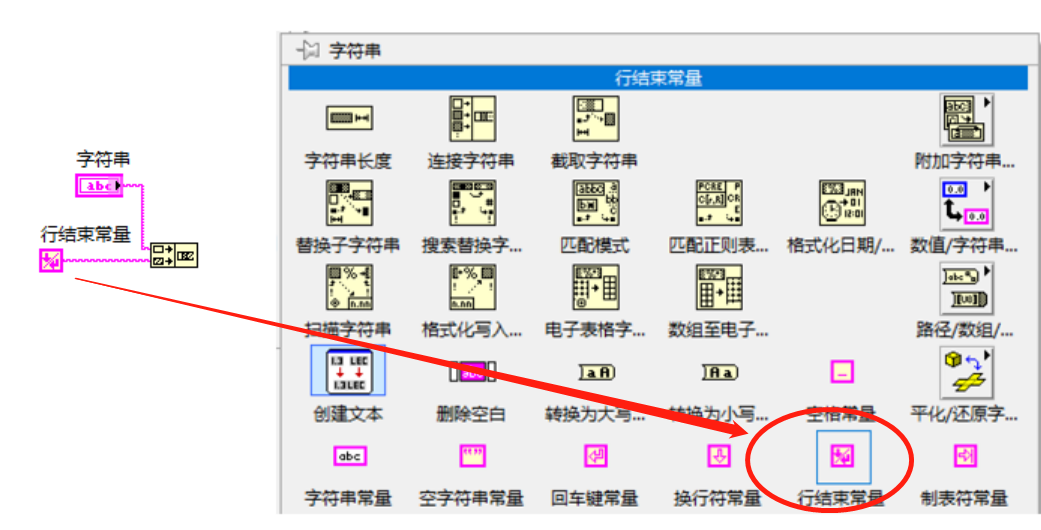 字符串
行结束常量
字符串长度 连接字符串 截取字符串 附加字符串...
替换子字符串 搜索替换字... 匹配模式 匹配正则表... 格式化日期/... 数值/字符串...
扫描字符串 格式化写入... 电子表格字... 数组至电子... 路径/数组/...
创建文本 删除空白 转换为大写... 转换为小写... 空格常量 平化/还原字...
字符串常量 空字符串常量 回车键常量 换行符常量 行结束常量 制表符常量
字符串
abc
行结束常量